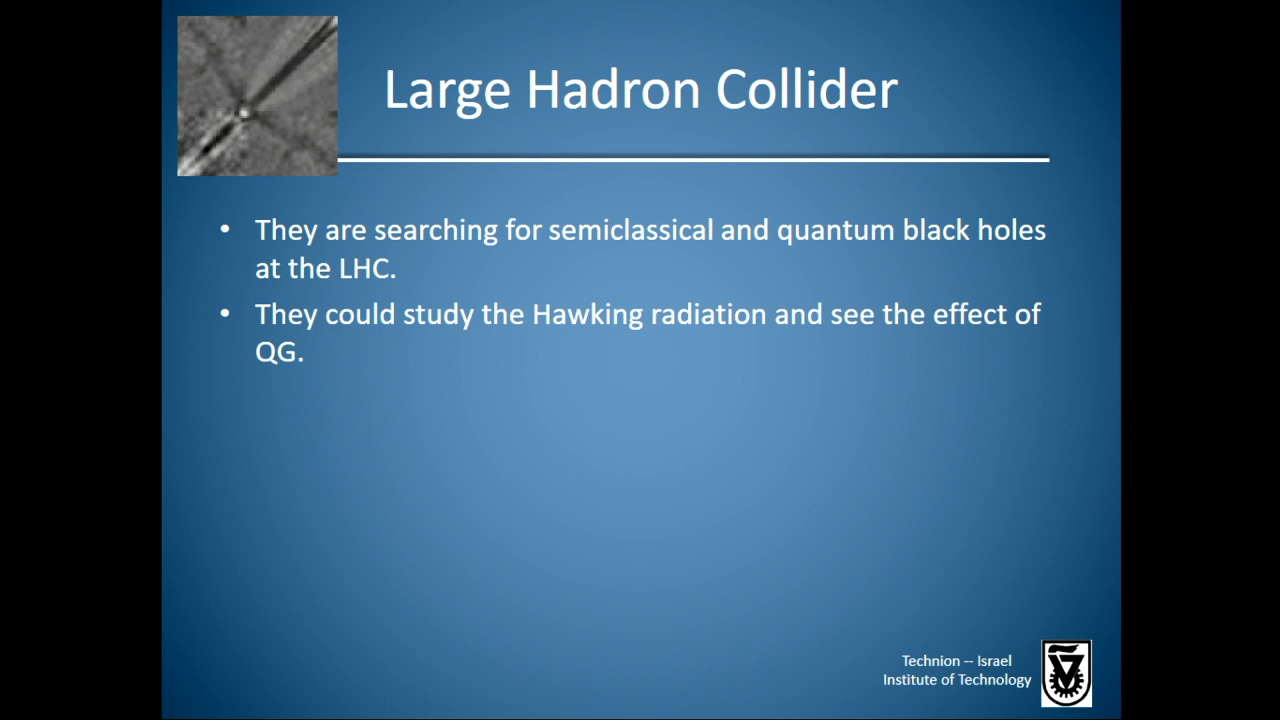 Large Hadron Collider
• They are searching for semiclassical and quantum black holes
at the LHC.
• They could study the Hawking radiation and see the effect of
QG.
Technion -- Israel
Institute of Technology